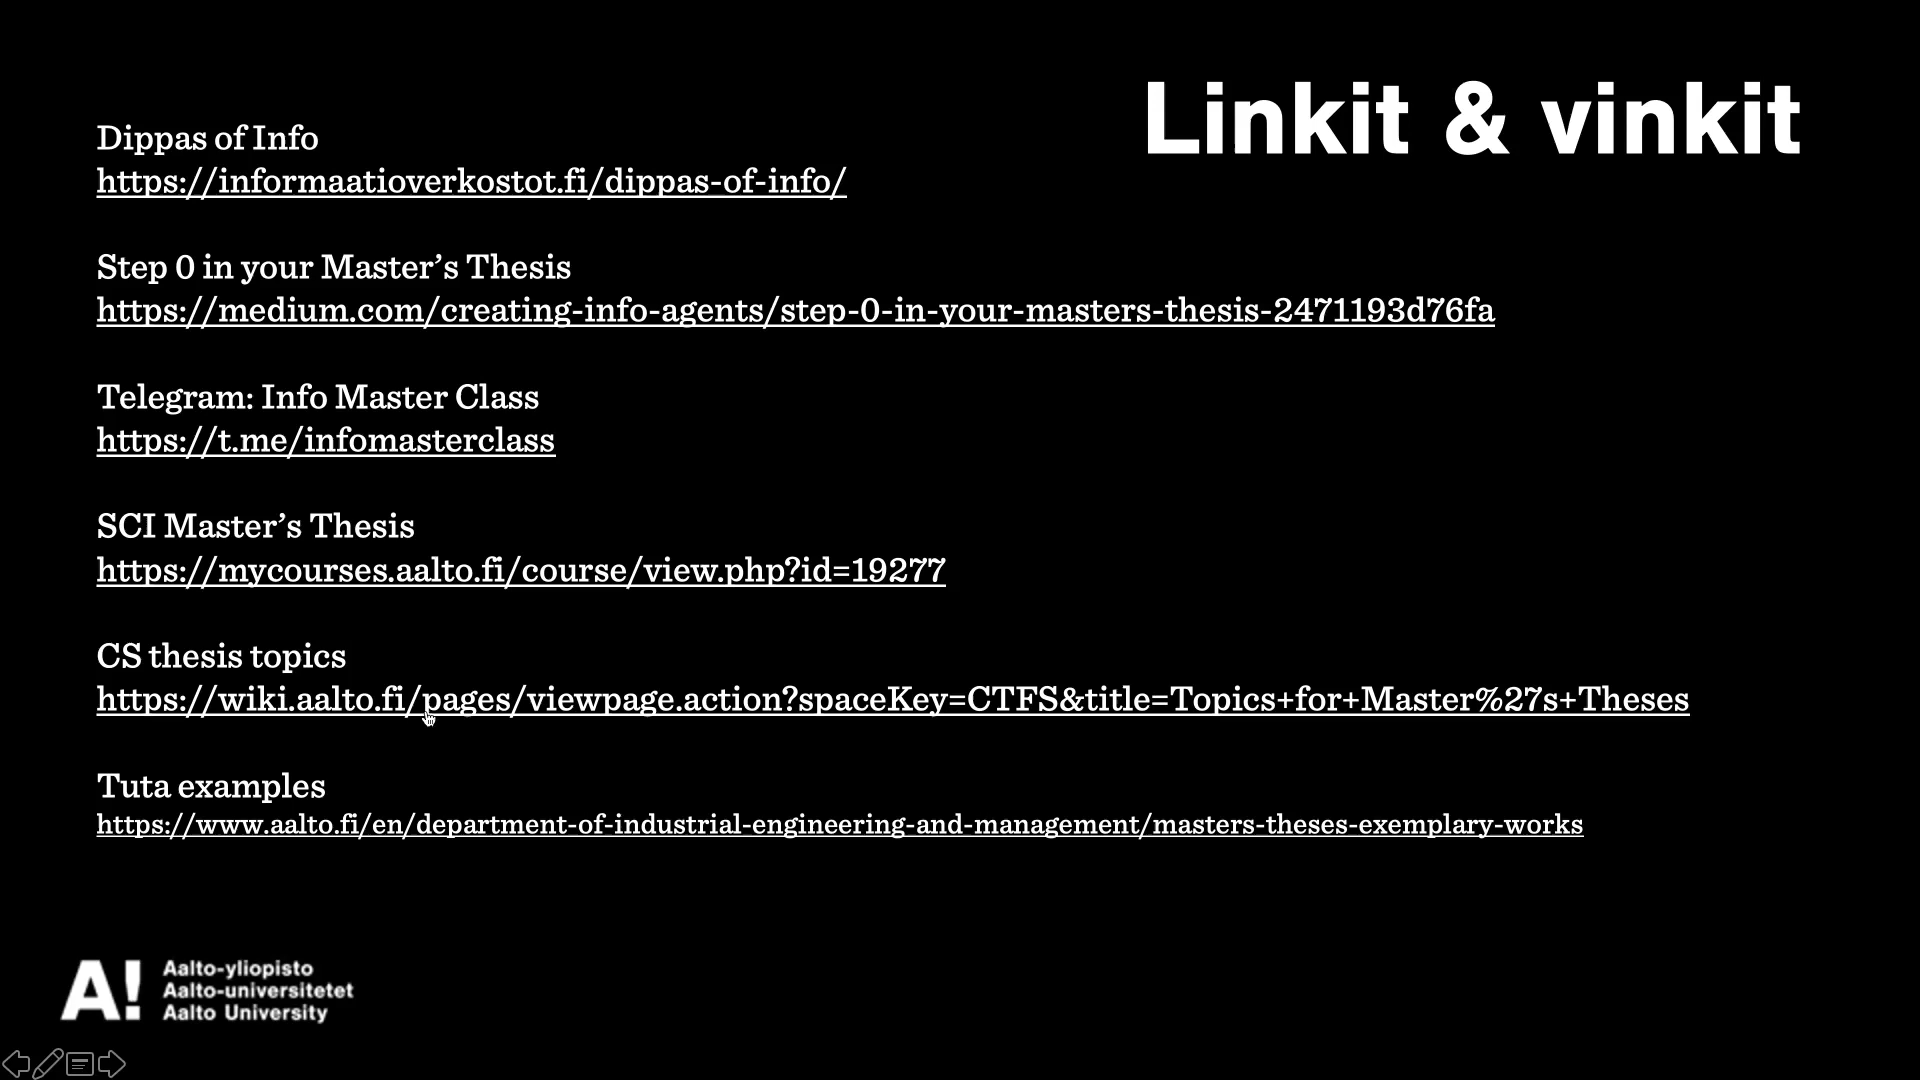 Linkit & vinkit
Dippas of Info
https://informaatioverkostot.fi/dippas-of-info/
Step 0 in your Master’s Thesis
https://medium.com/creating-info-agents/step-0-in-your-masters-thesis-2471193d76fa
Telegram: Info Master Class
https://t.me/infomasterclass
SCI Master’s Thesis
https://mycourses.aalto.fi/course/view.php?id=19277
CS thesis topics
https://wiki.aalto.fi/pages/viewpage.action?spaceKey=CTFS&title=Topics+for+Master%27s+Theses
Tuta examples
https://www.aalto.fi/en/department-of-industrial-engineering-and-management/masters-theses-exemplary-works
A!
Aalto-yliopisto
Aalto-universitetet
Aalto University